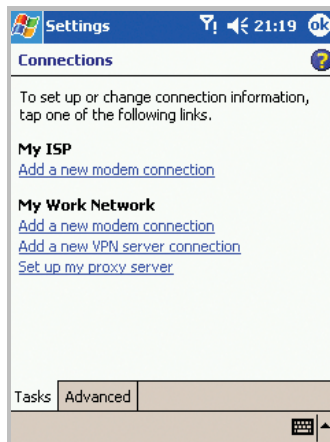 Settings 21:19 ok
Connections ?
To set up or change connection information,
tap one of the following links.
My ISP
Add a new modem connection
My Work Network
Add a new modem connection
Add a new VPN server connection
Set up my proxy server
Tasks Advanced